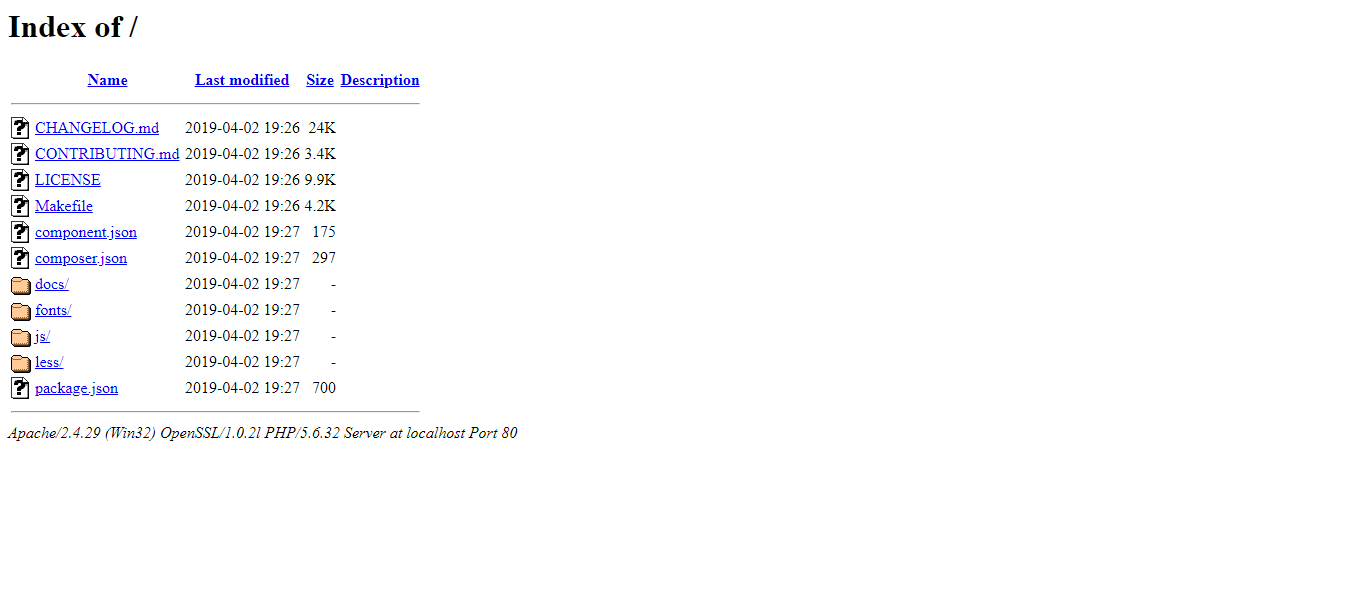 Index of /
Name Last modified Size Description
CHANGELOG.md 2019-04-02 19:26 24K
CONTRIBUTING.md 2019-04-02 19:26 3.4K
LICENSE 2019-04-02 19:26 9.9K
Makefile 2019-04-02 19:26 4.2K
component.json 2019-04-02 19:27 175
composer.json 2019-04-02 19:27 297
docs/ 2019-04-02 19:27 -
fonts/ 2019-04-02 19:27 -
js/ 2019-04-02 19:27 -
less/ 2019-04-02 19:27 -
package.json 2019-04-02 19:27 700
Apache/2.4.29 (Win32) OpenSSL/1.0.2l PHP/5.6.32 Server at localhost Port 80